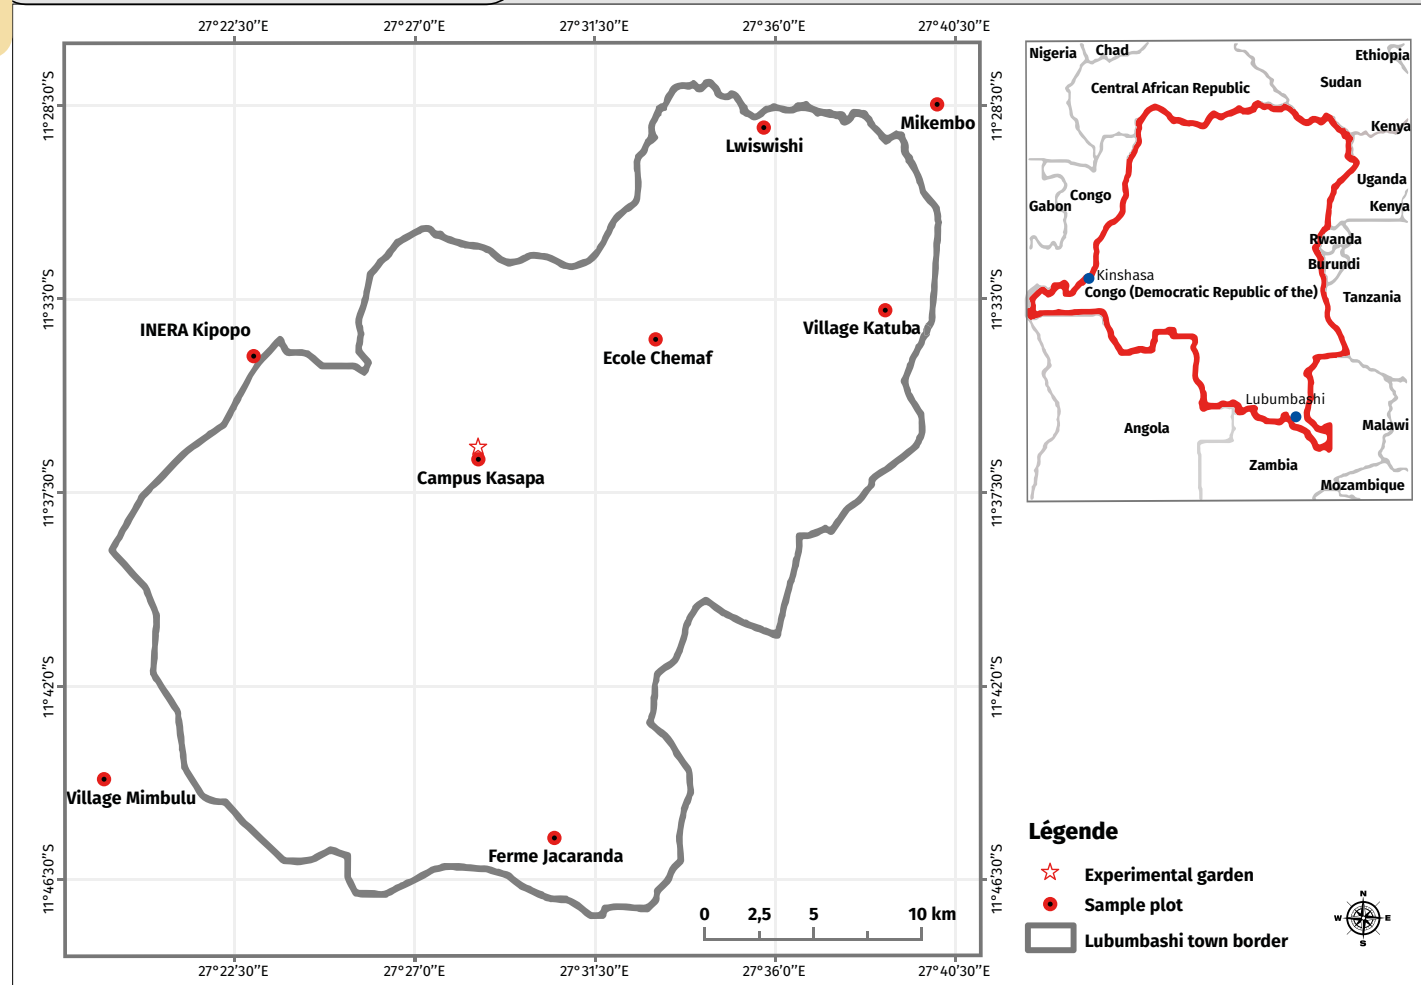 27°22'30''E
27°27'0''E
27°31'30''E
27°36'0''E
27°40'30''E
11°28'30''S
11°33'0''S
11°37'30''S
11°42'0''S
11°46'30''S
11°28'30''S
11°33'0''S
11°37'30''S
11°42'0''S
11°46'30''S
Mikembo
Lwiswishi
INERA Kipopo
Village Katuba
Ecole Chemaf
Campus Kasapa
Village Mimbulu
Ferme Jacaranda
0
2,5
5
10 km
27°22'30''E
27°27'0''E
27°31'30''E
27°36'0''E
27°40'30''E
Nigeria
Chad
Ethiopia
Central African Republic
Sudan
Kenya
Uganda
Congo
Gabon
Kenya
Rwanda
Burundi
Kinshasa
Congo (Democratic Republic of the)
Tanzania
Lubumbashi
Angola
Malawi
Zambia
Mozambique
Légende
Experimental garden
Sample plot
Lubumbashi town border
N
W
E
S